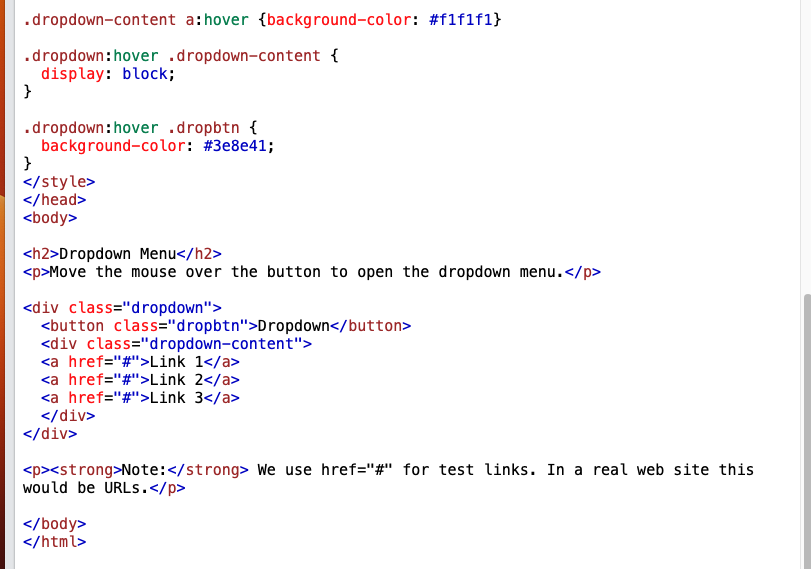 .dropdown-content a:hover {background-color: #f1f1f1}
.dropdown:hover .dropdown-content {
display: block;
}
.dropdown:hover .dropbtn {
background-color: #3e8e41;
}
</style>
</head>
<body>
<h2>Dropdown Menu</h2>
<p>Move the mouse over the button to open the dropdown menu.</p>
<div class="dropdown">
<button class="dropbtn">Dropdown</button>
<div class="dropdown-content">
<a href="#">Link 1</a>
<a href="#">Link 2</a>
<a href="#">Link 3</a>
</div>
</div>
<p><strong>Note:</strong> We use href="#" for test links. In a real web site this
would be URLs.</p>
</body>
</html>